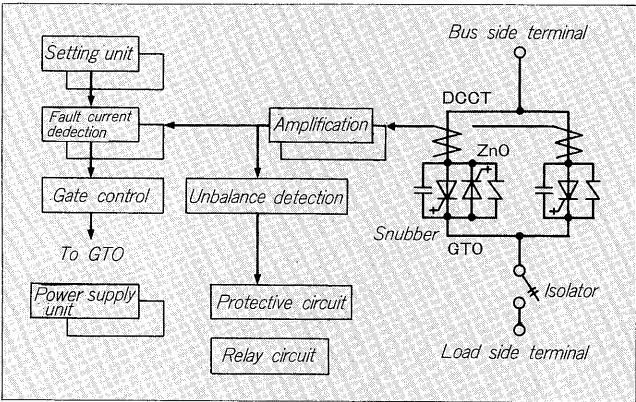 Setting unit
Fault current
dedection
Gate control
To GTO
Power supply
unit
Amplification
Unbalance detection
Protective circuit
Relay circuit
Bus side terminal
DCCT
ZnO
Snubber
GTO
Isolator
Load side terminal